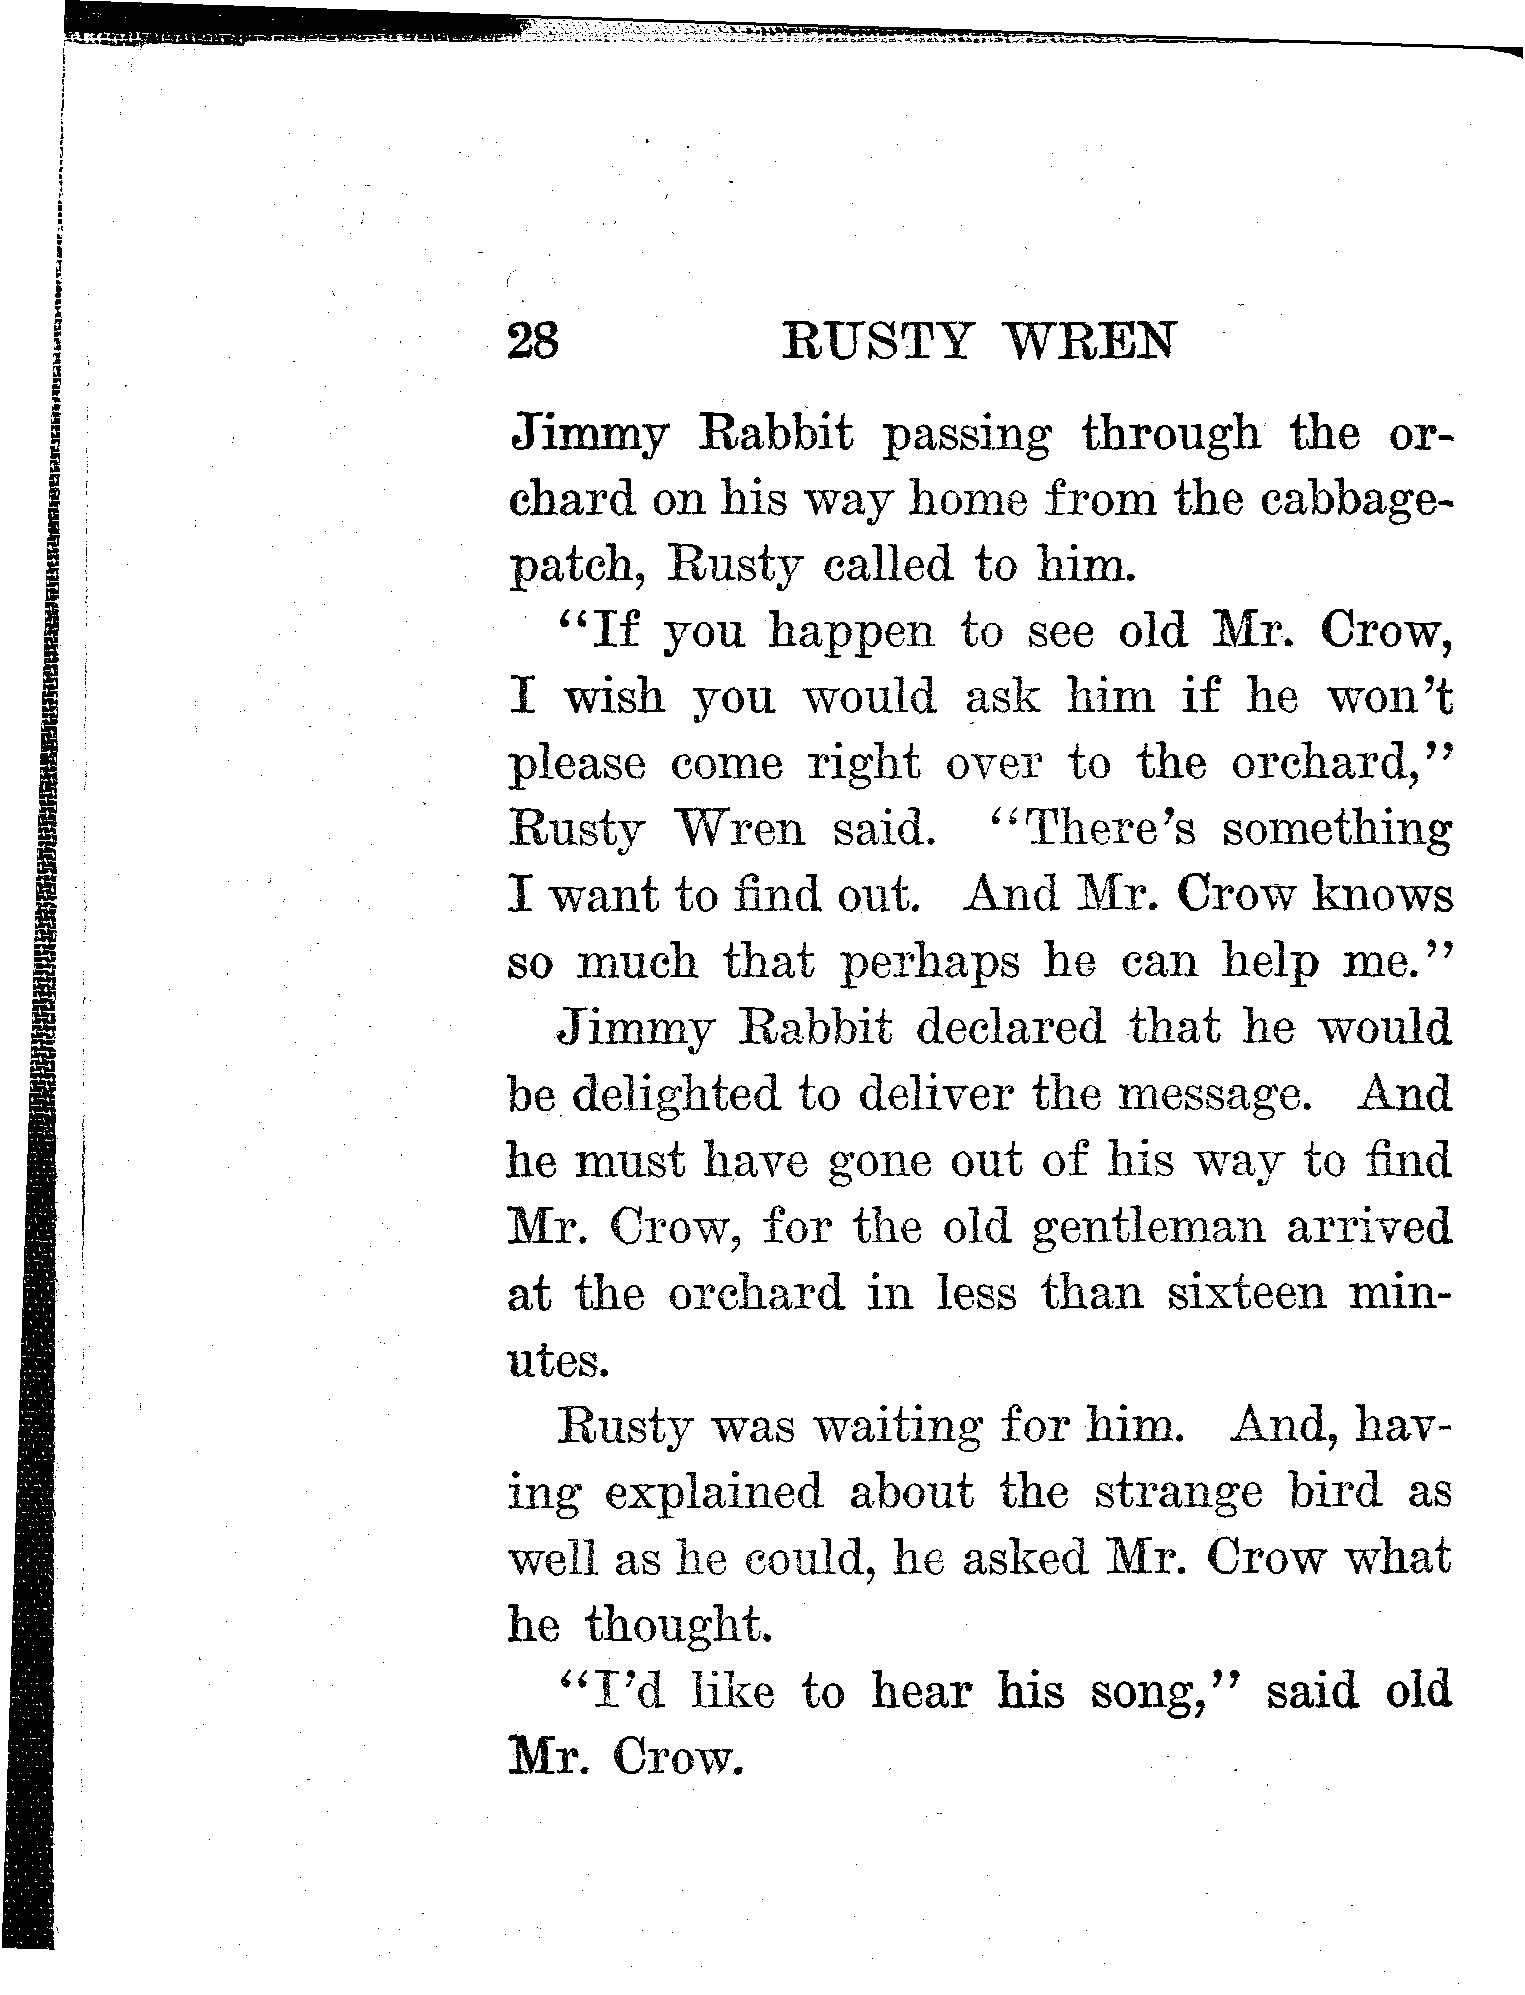 28 RUSTY WREN
Jimmy Rabbit passing through the or-
chard on his way home from the cabbage-
patch, Rusty called to him.
“If you happen to see old Mr. Crow,
I wish you would ask him if he won’t
please come right over to the orchard,”
Rusty Wren said. “There’s something
I want to find out. And Mr. Crow knows
so much that perhaps he can help me.”
Jimmy Rabbit declared that he would
be delighted to deliver the message. And
he must have gone out of his way to find
Mr. Crow, for the old gentleman arrived
at the orchard in less than sixteen min-
utes.
Rusty was waiting for him. And, hav-
ing explained about the strange bird as
well as he could, he asked Mr. Crow what
he thought.
“I’d like to hear his song,” said old
Mr. Crow.